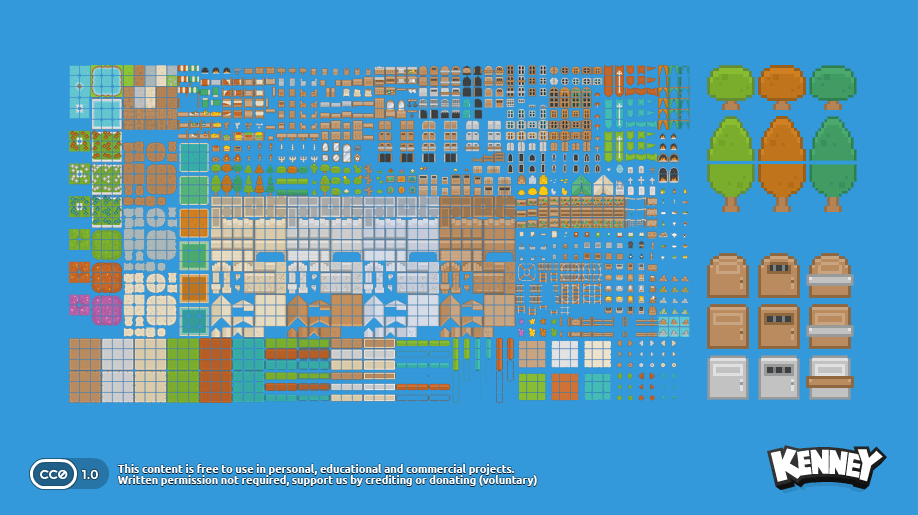 CC0 1.0
This content is free to use in personal, educational and commercial projects.
Written permission not required, support us by crediting or donating (voluntary)
KENNEY